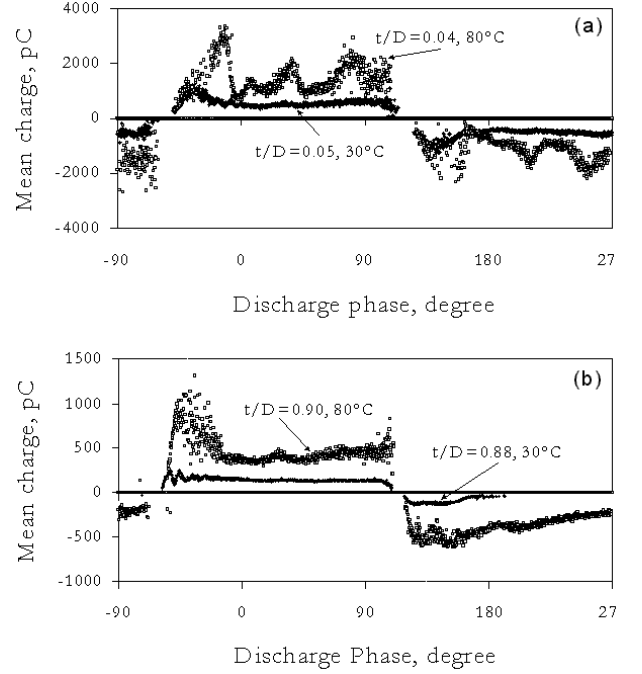 (a)
Mean charge, pC
4000
2000
0
-2000
-4000
t/D=0.04, 80°C
t/D=0.05, 30°C
-90 0 90 180 27
Discharge phase, degree
(b)
Mean charge, pC
1500
1000
500
0
-500
-1000
t/D=0.90, 80°C
t/D=0.88, 30°C
-90 0 90 180 27
Discharge Phase, degree